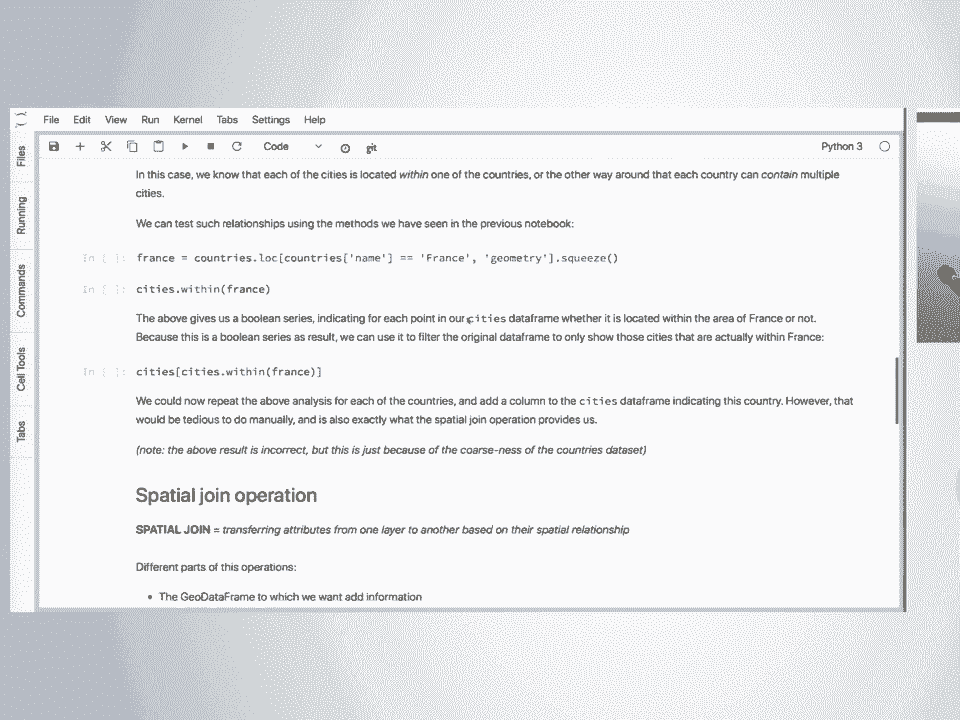 File Edit View Run Kernel Tabs Settings Help
Code
git
Python 3
Files
Running
Commands
Cell Tools
Tabs
In this case, we know that each of the cities is located within one of the countries, or the other way around that each country can contain multiple
cities.
We can test such relationships using the methods we have seen in the previous notebook:
In [ ]: france = countries.loc[countries['name'] == 'France', 'geometry'].squeeze()
In [ ]: cities.within(france)
The above gives us a boolean series, indicating for each point in our cities dataframe whether it is located within the area of France or not.
Because this is a boolean series as result, we can use it to filter the original dataframe to only show those cities that are actually within France:
In [ ]: cities[cities.within(france)]
We could now repeat the above analysis for each of the countries, and add a column to the cities dataframe indicating this country. However, that
would be tedious to do manually, and is also exactly what the spatial join operation provides us.
(note: the above result is incorrect, but this is just because of the coarse-ness of the countries dataset)
Spatial join operation
SPATIAL JOIN = transferring attributes from one layer to another based on their spatial relationship
Different parts of this operations:
• The GeoDataFrame to which we want add information